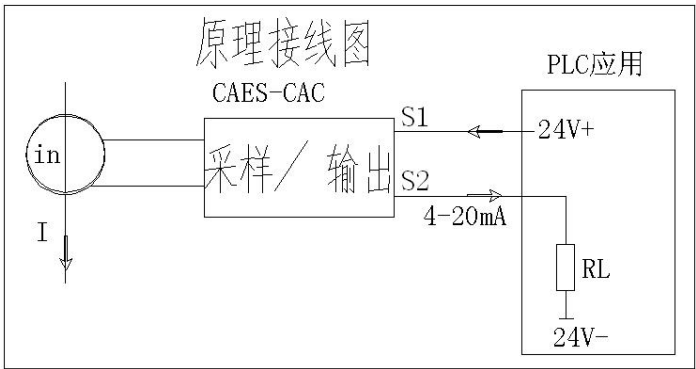 原理接线图
PLC应用
CAES-CAC
S1
24V+
in
采样/ 输出
S2
4-20mA
I
RL
24V-